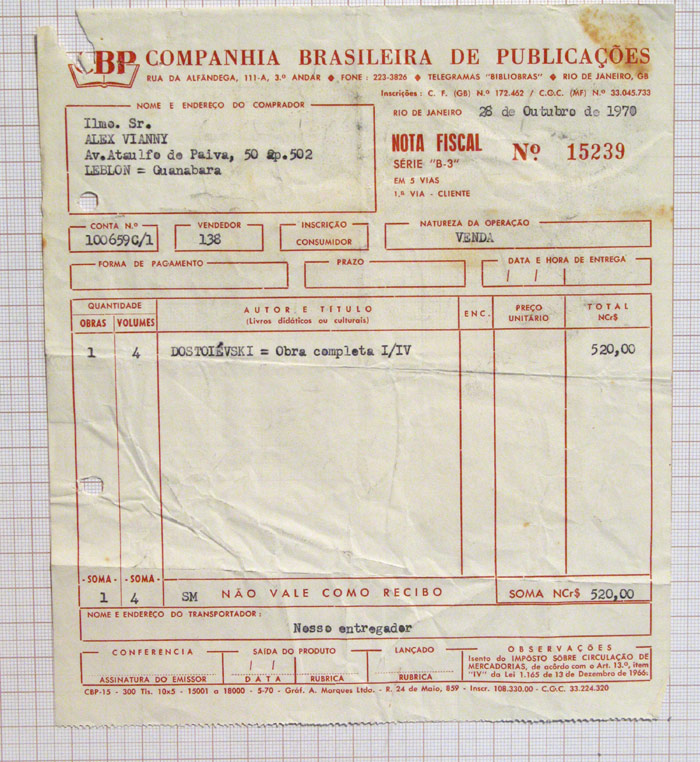 CBP COMPANHIA BRASILEIRA DE PUBLICAÇÕES
RUA DA ALFÂNDEGA, 111-A, 3.º ANDAR ◆ FONE: 223-3826 ◆ TELEGRAMAS "BIBLIOBRAS" ◆ RIO DE JANEIRO, GB
Inscrições: C. F. (GB) N.º 172.462 / C.G.C. (MF) N.º 33.045.733
NOME E ENDEREÇO DO COMPRADOR
Ilmo. Sr.
ALEX VIANNY
Av.Ataulfo de Paiva, 50 ap.502
LEBLON = Guanabara
RIO DE JANEIRO 28 de Outubro de 1970
NOTA FISCAL Nº 15239
SÉRIE "B-3"
EM 5 VIAS
1.ª VIA - CLIENTE
CONTA N.º
100659C/1
VENDEDOR
138
INSCRIÇÃO
CONSUMIDOR
NATUREZA DA OPERAÇÃO
VENDA
FORMA DE PAGAMENTO
PRAZO
DATA E HORA DE ENTREGA
/ / |
QUANTIDADE
OBRAS VOLUMES
AUTOR E TÍTULO
(Livros didáticos ou culturais)
ENC.
PREÇO
UNITÁRIO
TOTAL
NCr$
1 4 DOSTOIÉVSKI = Obra completa I/IV 520,00
- SOMA - - SOMA -
1 4 SM NÃO VALE COMO RECIBO SOMA NCr$ 520,00
NOME E ENDEREÇO DO TRANSPORTADOR:
Nosso entregador
CONFERÊNCIA
ASSINATURA DO EMISSOR
SAÍDA DO PRODUTO
/ /
DATA RUBRICA
LANÇADO
RUBRICA
OBSERVAÇÕES
Isento do IMPÔSTO SÔBRE CIRCULAÇÃO DE
MERCADORIAS, de acôrdo com o Art. 13.º, item
"IV" da Lei 1.165 de 13 de Dezembro de 1966:
CBP-15 - 300 Tls. 10x5 - 15001 a 18000 - 5-70 - Gráf. A. Marques Ltdo. - R. 24 de Maio, 859 - Inscr. 108.330.00 - C.G.C. 33.224.320